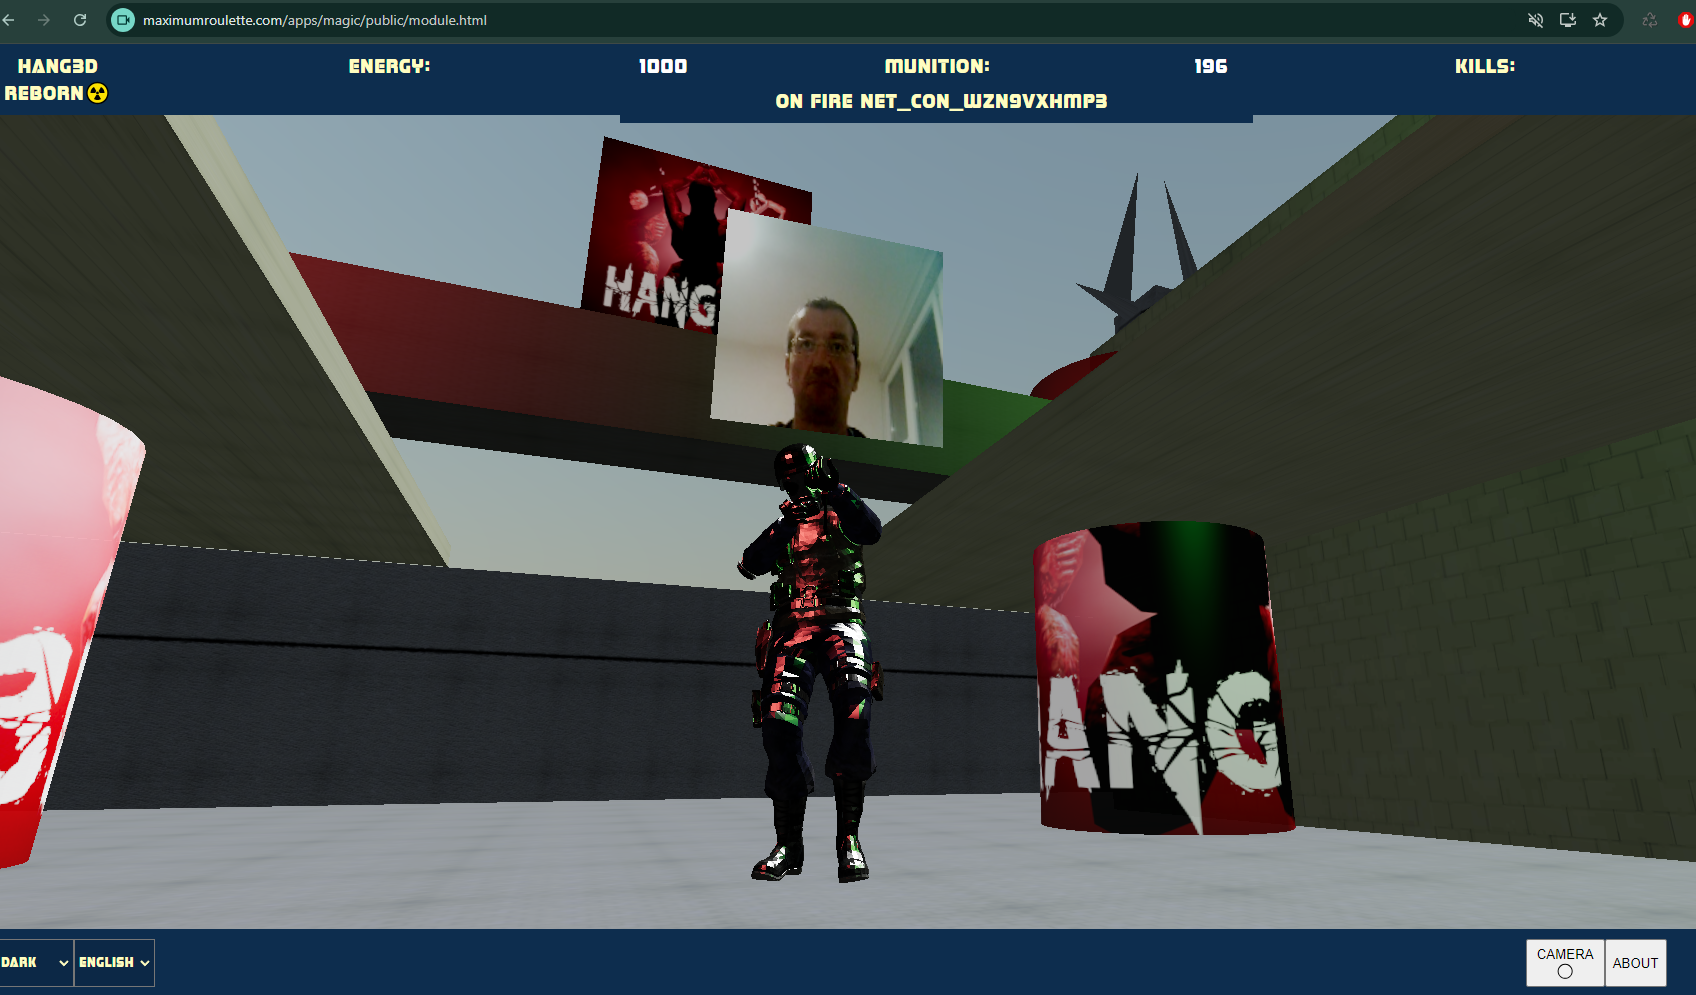 maximumroulette.com/apps/magic/public/module.html
HANG3D
REBORN
ENERGY:
1000
MUNITION:
196
KILLS:
ON FIRE NET_CON_WZN9VXHMP3
HANG
ANG
DARK
ENGLISH
CAMERA
ABOUT